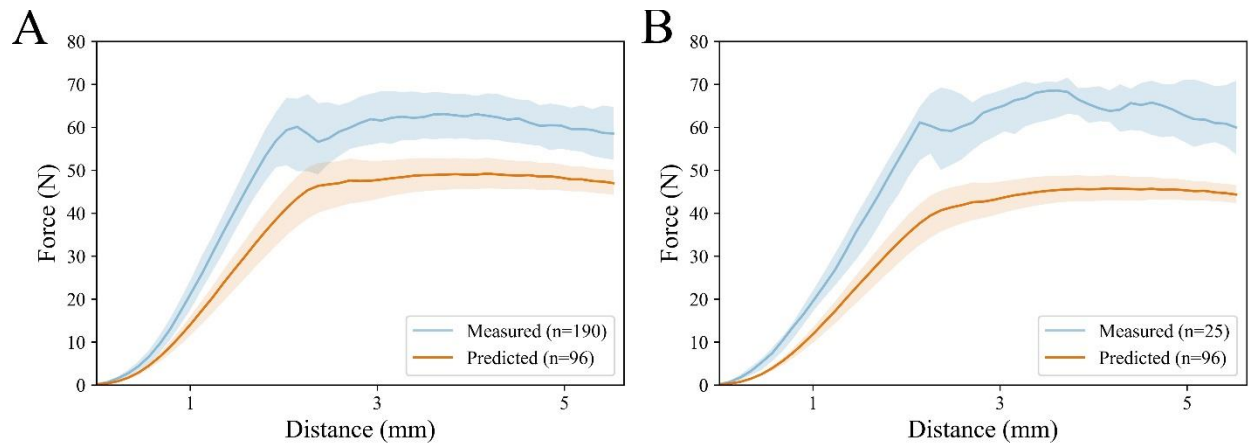 A
80
70
60
50
40
30
20
10
0
Force (N)
Measured (n=190)
Predicted (n=96)
1 3 5
Distance (mm)
B
80
70
60
50
40
30
20
10
0
Force (N)
Measured (n=25)
Predicted (n=96)
1 3 5
Distance (mm)